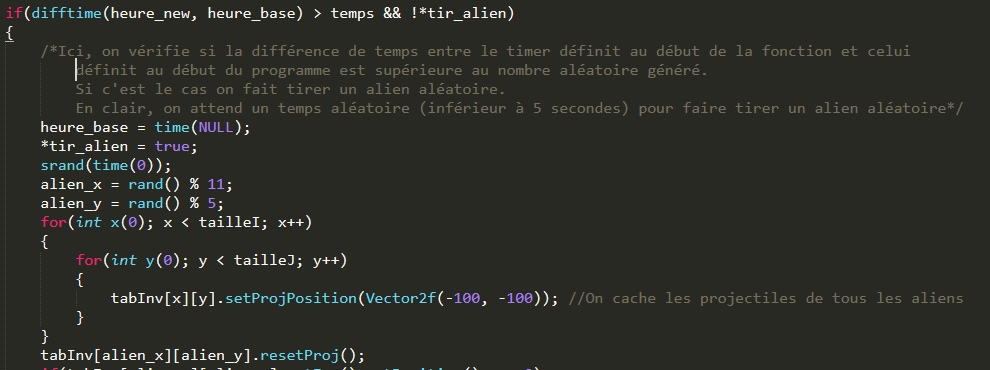 if(difftime(heure_new, heure_base) > temps && !*tir_alien)
{
/*Ici, on vérifie si la différence de temps entre le timer définit au début de la fonction et celui
définit au début du programme est supérieure au nombre aléatoire généré.
Si c'est le cas on fait tirer un alien aléatoire.
En clair, on attend un temps aléatoire (inférieur à 5 secondes) pour faire tirer un alien aléatoire*/
heure_base = time(NULL);
*tir_alien = true;
srand(time(0));
alien_x = rand() % 11;
alien_y = rand() % 5;
for(int x(0); x < tailleI; x++)
{
for(int y(0); y < tailleJ; y++)
{
tabInv[x][y].setProjPosition(Vector2f(-100, -100)); //On cache les projectiles de tous les aliens
}
}
tabInv[alien_x][alien_y].resetProj();